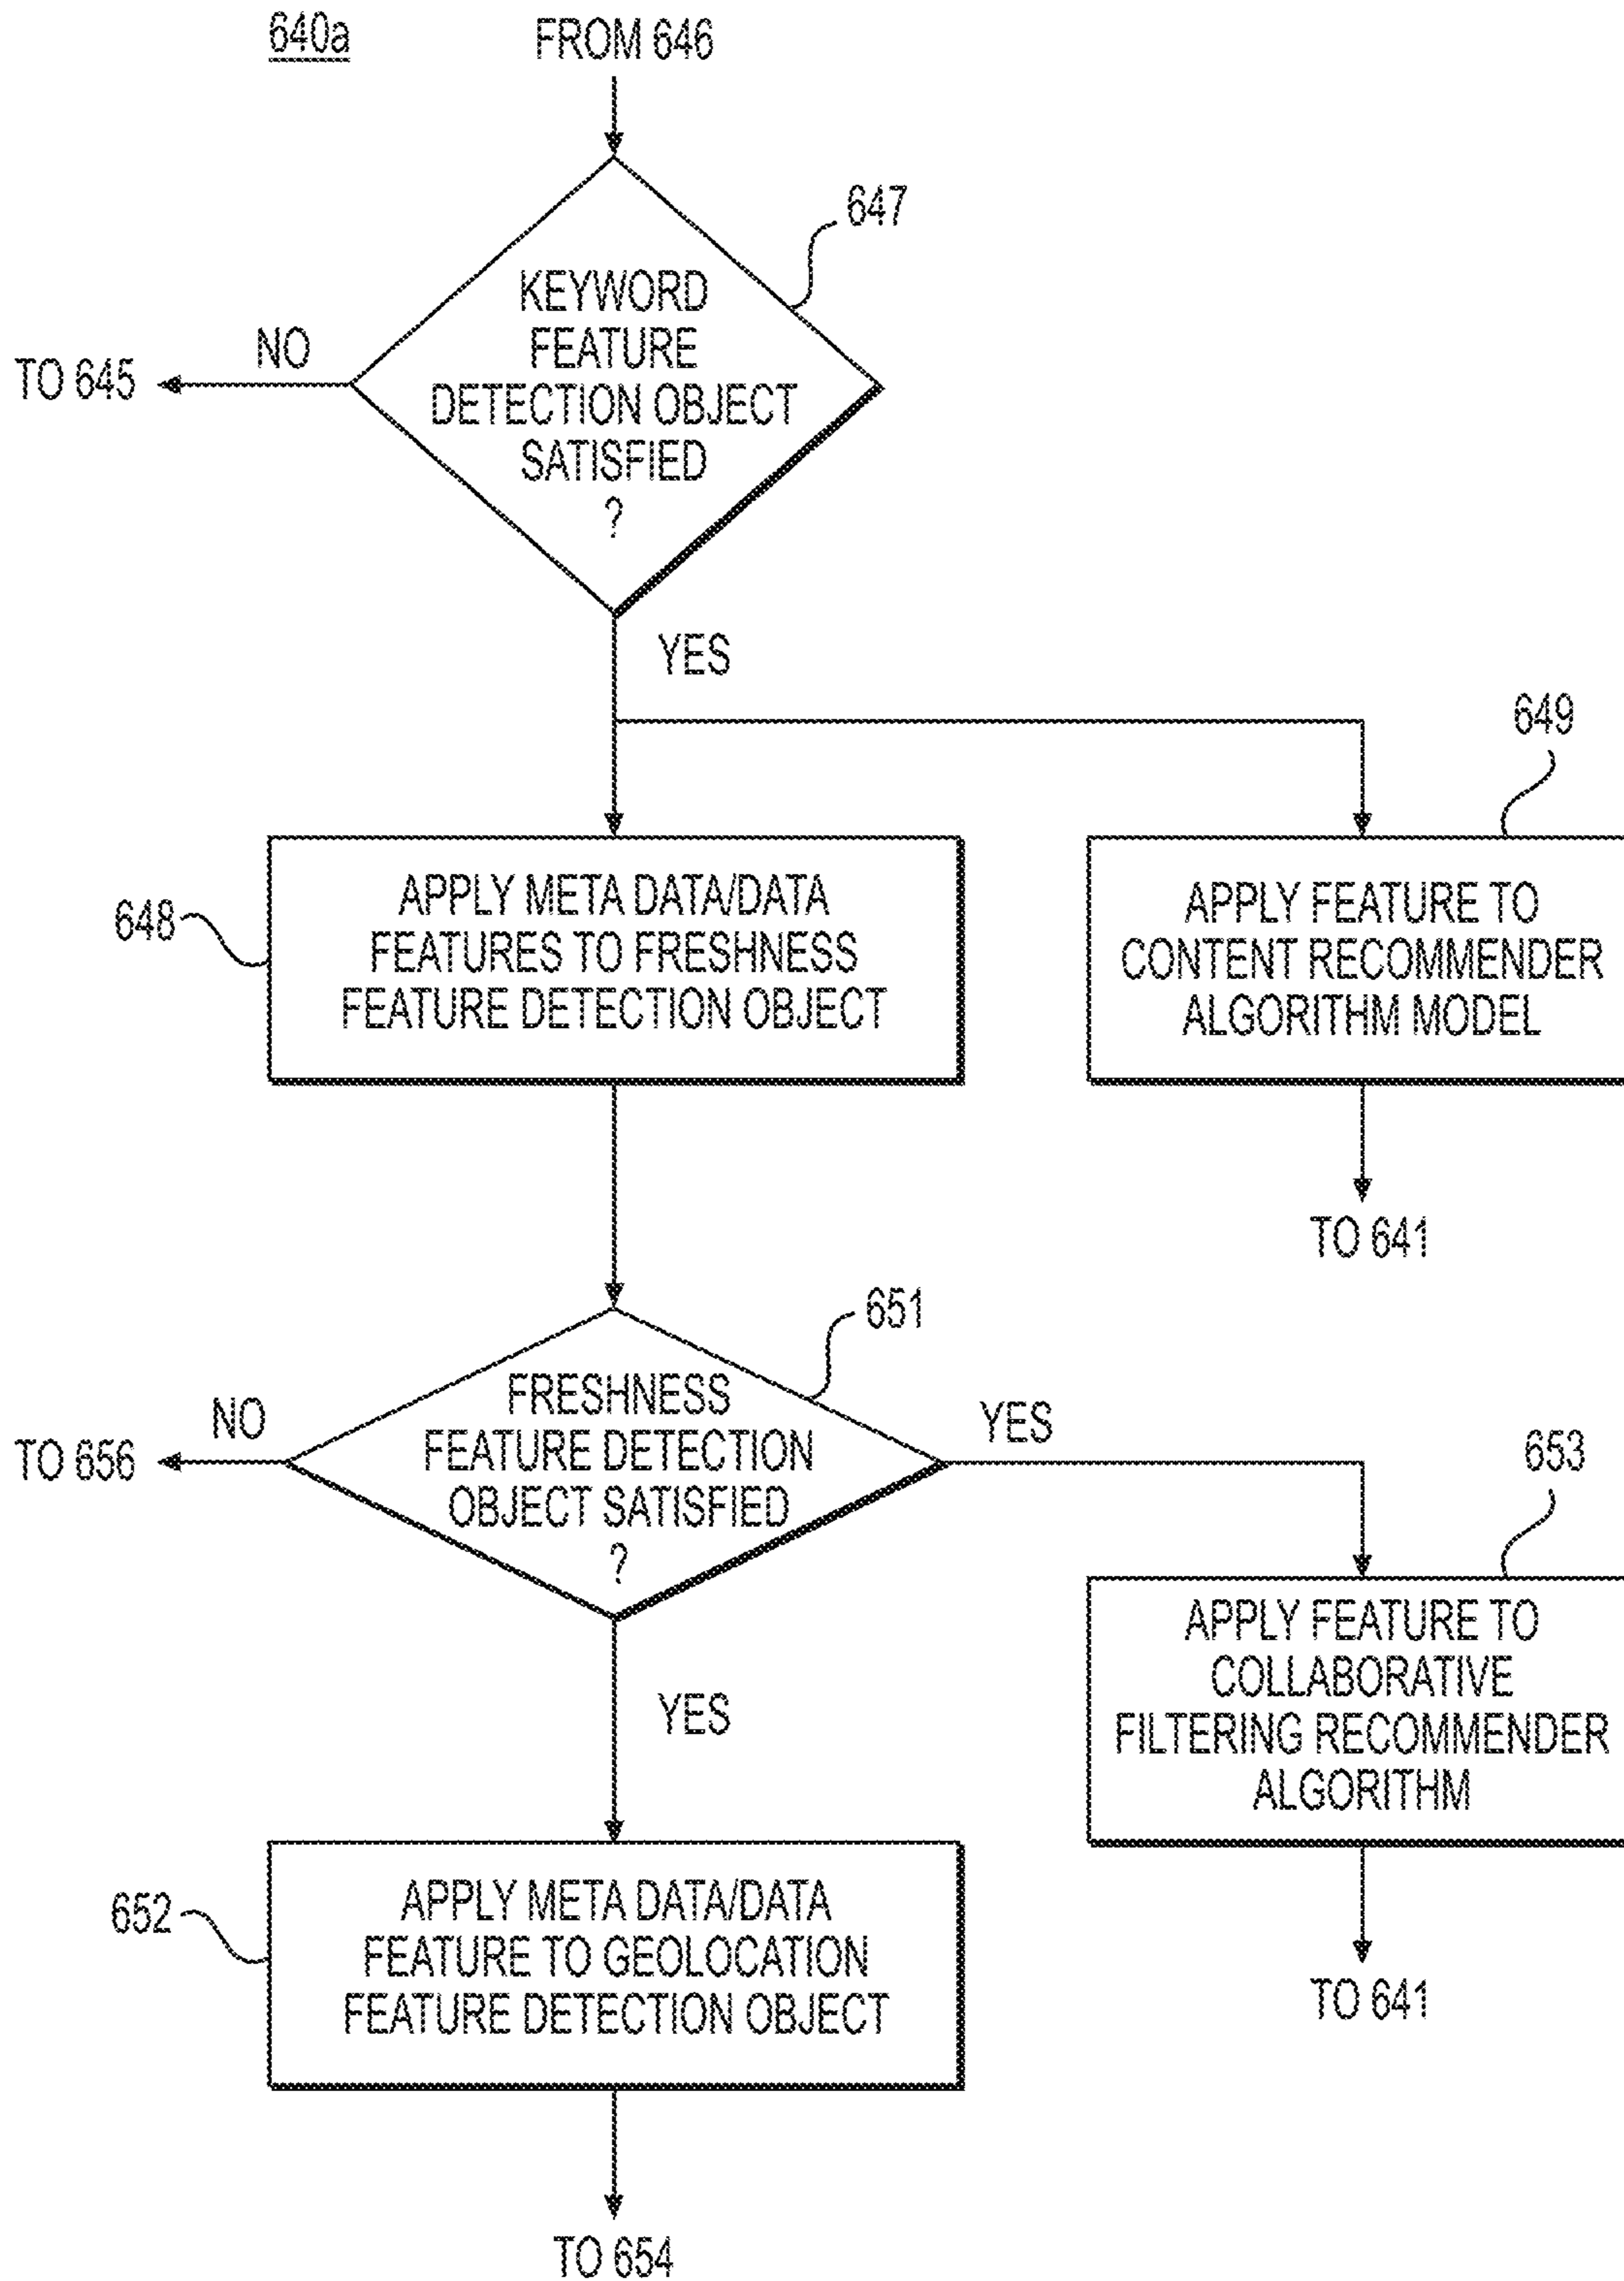 640a
FROM 646
647
KEYWORD
FEATURE
DETECTION OBJECT
SATISFIED
?
NO
TO 645
YES
649
648
APPLY META DATA/DATA
FEATURES TO FRESHNESS
FEATURE DETECTION OBJECT
APPLY FEATURE TO
CONTENT RECOMMENDER
ALGORITHM MODEL
TO 641
651
FRESHNESS
FEATURE DETECTION
OBJECT SATISFIED
?
NO
TO 656
YES
653
APPLY FEATURE TO
COLLABORATIVE
FILTERING RECOMMENDER
ALGORITHM
YES
652
APPLY META DATA/DATA
FEATURE TO GEOLOCATION
FEATURE DETECTION OBJECT
TO 641
TO 654